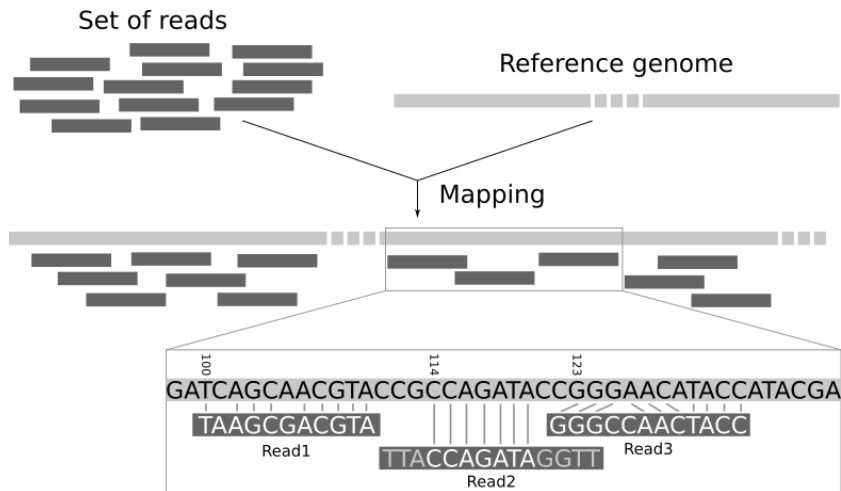 Set of reads
Reference genome
Mapping
100
114
123
GATCAGCAACGTACCGCCAGATACCGGGAACATACCATACGA
TAAGCGACGTA
Read1
TTACCAGATAGGTT
Read2
GGGCCAACTACC
Read3